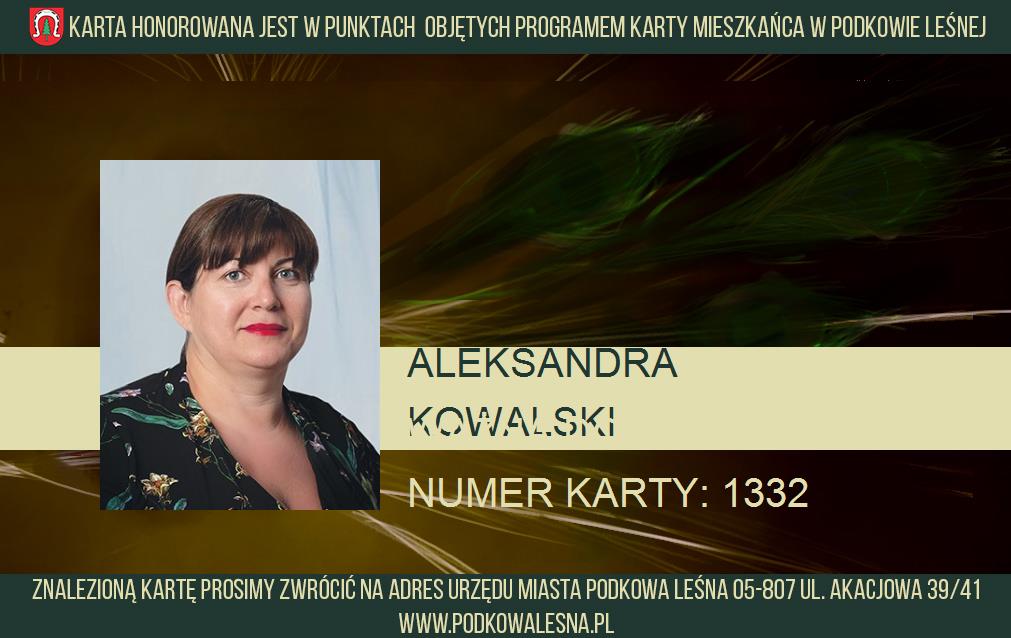 KARTA HONOROWANA JEST W PUNKTACH OBJĘTYCH PROGRAMEM KARTY MIESZKAŃCA W PODKOWIE LEŚNEJ
ALEKSANDRA
KOWALSKI
NUMER KARTY: 1332
ZNALEZIONĄ KARTĘ PROSIMY ZWRÓCIĆ NA ADRES URZĘDU MIASTA PODKOWA LEŚNA 05-807 UL. AKACJOWA 39/41
WWW.PODKOWALESNA.PL